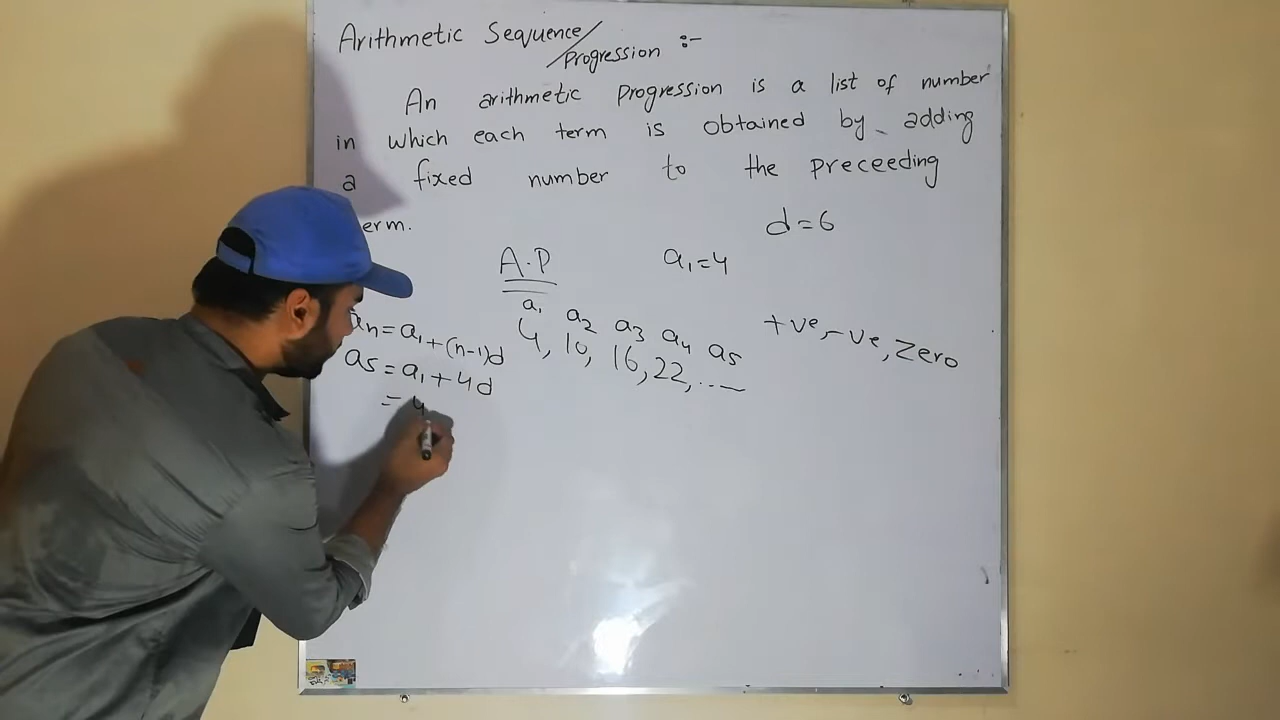 Arithmetic Sequence/
Progression :-
An arithmetic Progression is a list of number
in which each term is obtained by adding
a fixed number to the preceeding
erm.
d=6
A.P
a₁=4
a₁ a₂ a₃ a₄ a₅
4, 10, 16, 22, ....
+ve, -ve, Zero
an=a₁+(n-1)d
a₅=a₁+4d
=4